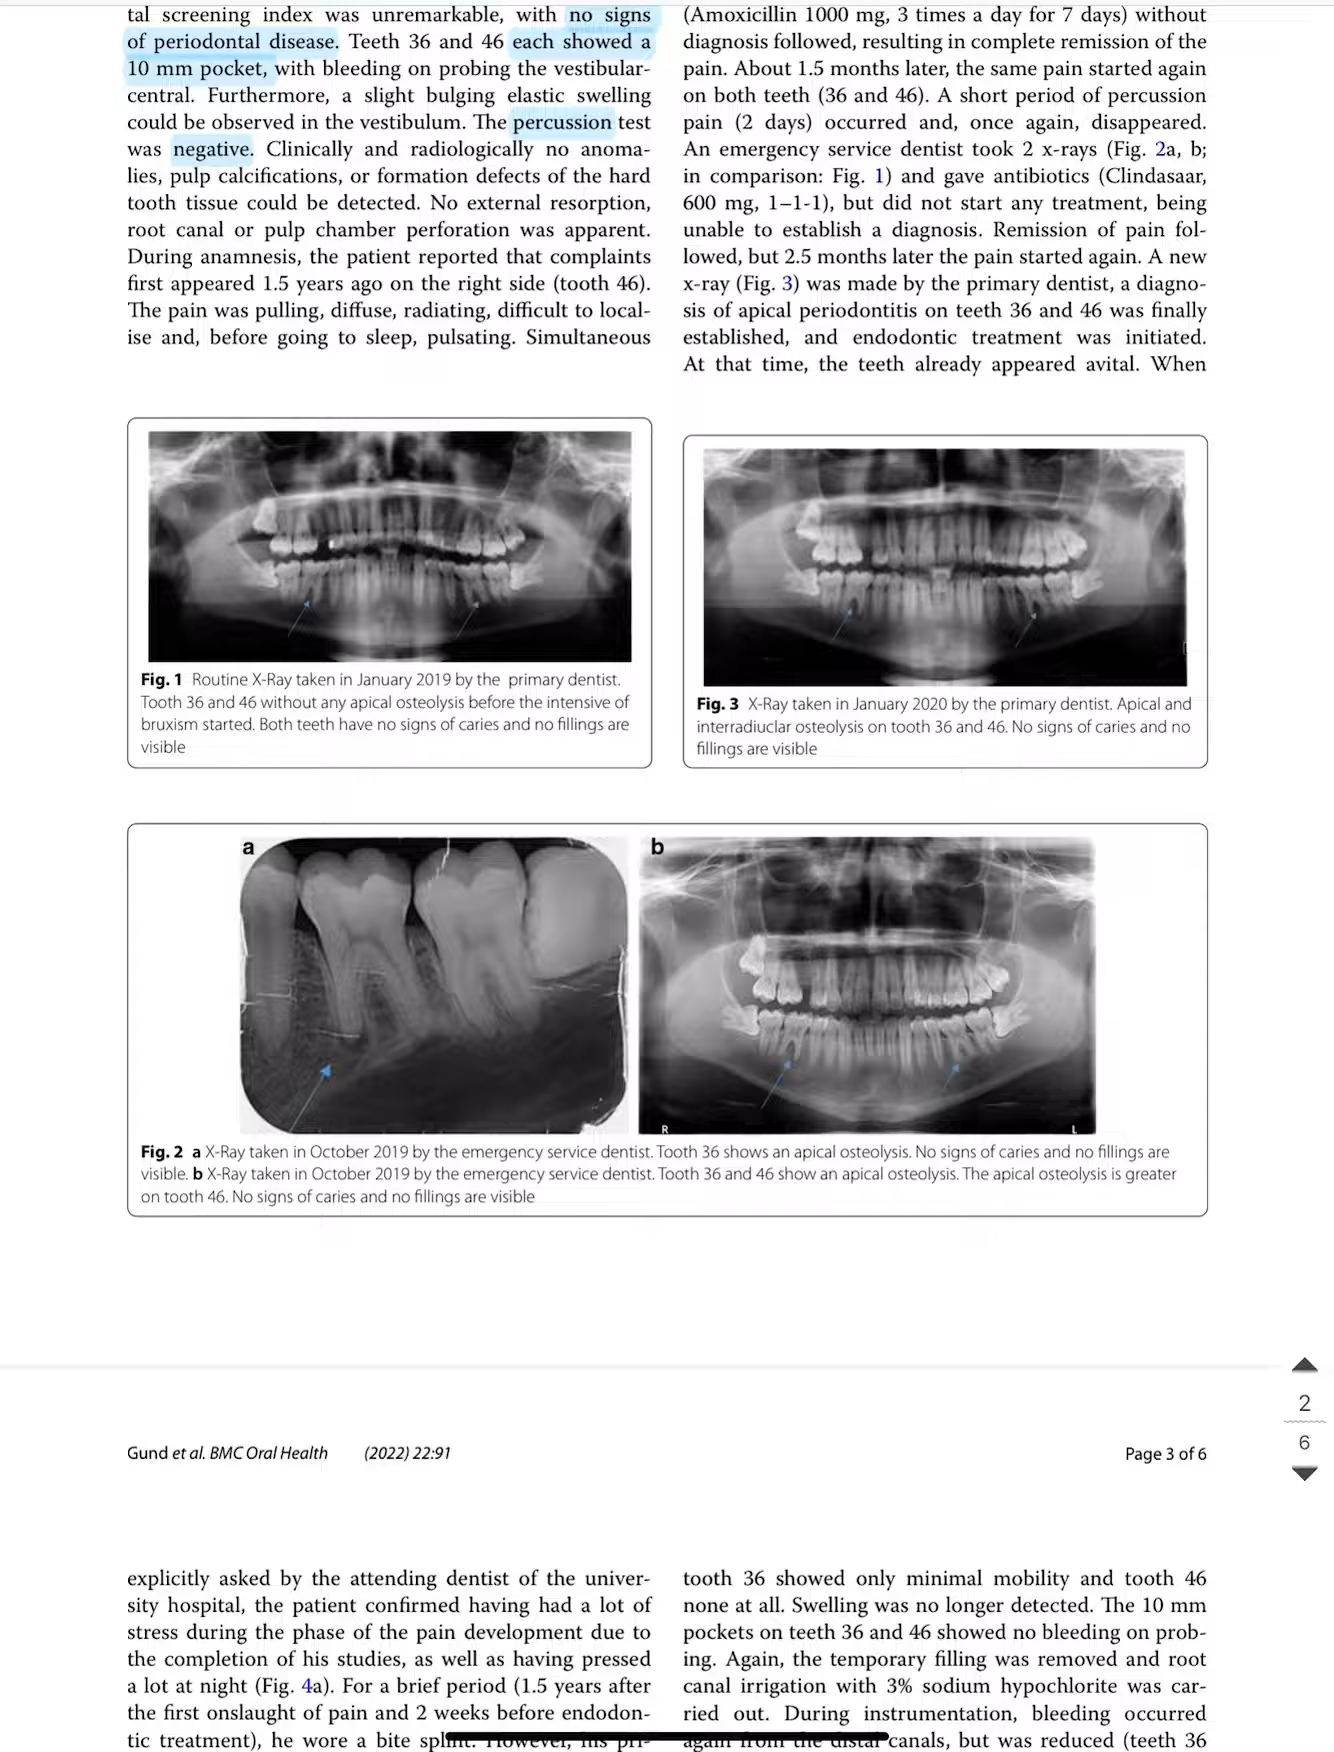 tal screening index was unremarkable, with no signs
of periodontal disease. Teeth 36 and 46 each showed a
10 mm pocket, with bleeding on probing the vestibular-
central. Furthermore, a slight bulging elastic swelling
could be observed in the vestibulum. The percussion test
was negative. Clinically and radiologically no anoma-
lies, pulp calcifications, or formation defects of the hard
tooth tissue could be detected. No external resorption,
root canal or pulp chamber perforation was apparent.
During anamnesis, the patient reported that complaints
first appeared 1.5 years ago on the right side (tooth 46).
The pain was pulling, diffuse, radiating, difficult to local-
ise and, before going to sleep, pulsating. Simultaneous
(Amoxicillin 1000 mg, 3 times a day for 7 days) without
diagnosis followed, resulting in complete remission of the
pain. About 1.5 months later, the same pain started again
on both teeth (36 and 46). A short period of percussion
pain (2 days) occurred and, once again, disappeared.
An emergency service dentist took 2 x-rays (Fig. 2a, b;
in comparison: Fig. 1) and gave antibiotics (Clindasaar,
600 mg, 1–1-1), but did not start any treatment, being
unable to establish a diagnosis. Remission of pain fol-
lowed, but 2.5 months later the pain started again. A new
x-ray (Fig. 3) was made by the primary dentist, a diagno-
sis of apical periodontitis on teeth 36 and 46 was finally
established, and endodontic treatment was initiated.
At that time, the teeth already appeared avital. When
Fig. 1 Routine X-Ray taken in January 2019 by the primary dentist.
Tooth 36 and 46 without any apical osteolysis before the intensive of
bruxism started. Both teeth have no signs of caries and no fillings are
visible
Fig. 3 X-Ray taken in January 2020 by the primary dentist. Apical and
interradiuclar osteolysis on tooth 36 and 46. No signs of caries and no
fillings are visible
a
b
R
L
Fig. 2 a X-Ray taken in October 2019 by the emergency service dentist. Tooth 36 shows an apical osteolysis. No signs of caries and no fillings are
visible. b X-Ray taken in October 2019 by the emergency service dentist. Tooth 36 and 46 show an apical osteolysis. The apical osteolysis is greater
on tooth 46. No signs of caries and no fillings are visible
2
6
Gund et al. BMC Oral Health (2022) 22:91
Page 3 of 6
explicitly asked by the attending dentist of the univer-
sity hospital, the patient confirmed having had a lot of
stress during the phase of the pain development due to
the completion of his studies, as well as having pressed
a lot at night (Fig. 4a). For a brief period (1.5 years after
the first onslaught of pain and 2 weeks before endodon-
tic treatment), he wore a bite splint. However, his pri-
tooth 36 showed only minimal mobility and tooth 46
none at all. Swelling was no longer detected. The 10 mm
pockets on teeth 36 and 46 showed no bleeding on prob-
ing. Again, the temporary filling was removed and root
canal irrigation with 3% sodium hypochlorite was car-
ried out. During instrumentation, bleeding occurred
again from the distal canals, but was reduced (teeth 36